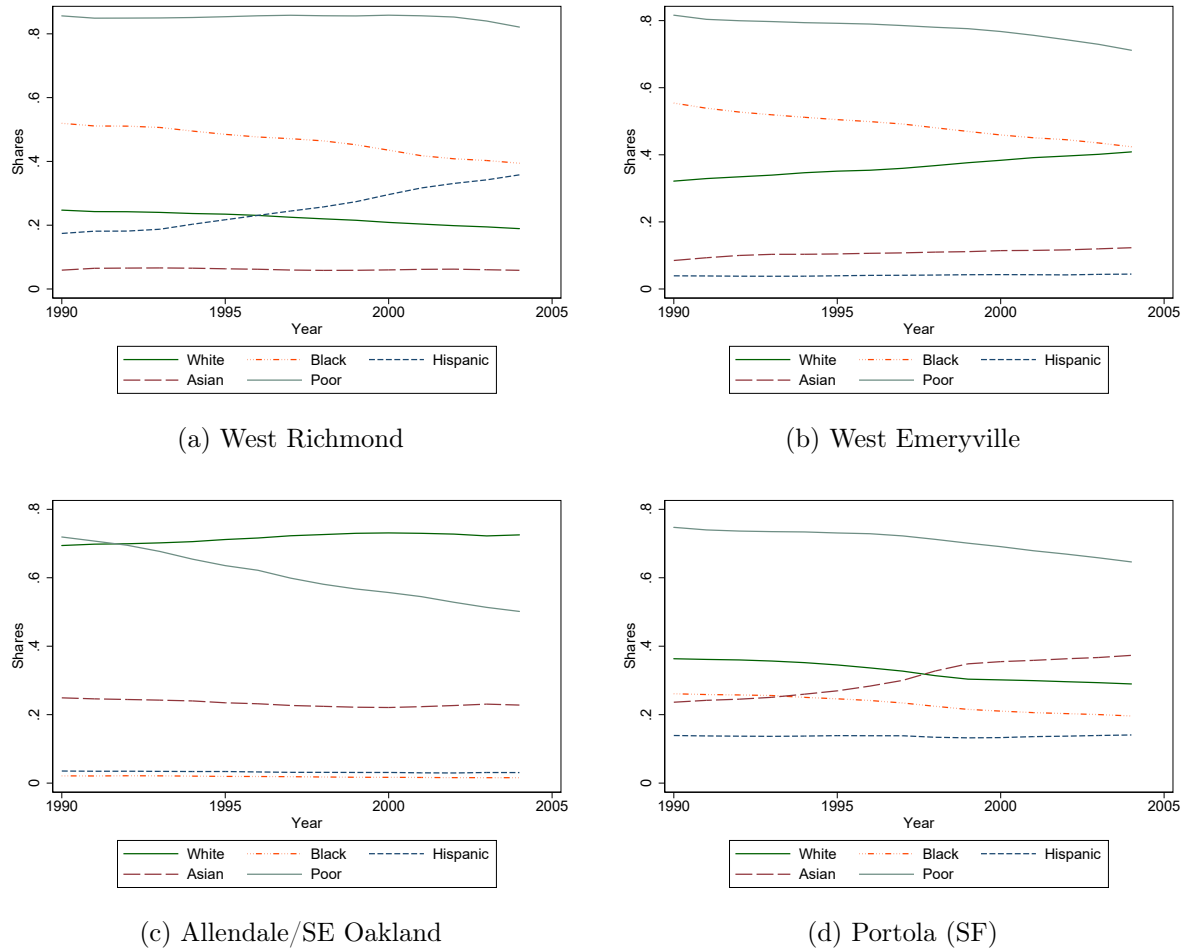 Shares
.8
.6
.4
.2
0
1990 1995 2000 2005
Year
White Black Hispanic
Asian Poor
(a) West Richmond
Shares
.8
.6
.4
.2
0
1990 1995 2000 2005
Year
White Black Hispanic
Asian Poor
(b) West Emeryville
Shares
.8
.6
.4
.2
0
1990 1995 2000 2005
Year
White Black Hispanic
Asian Poor
(c) Allendale/SE Oakland
Shares
.8
.6
.4
.2
0
1990 1995 2000 2005
Year
White Black Hispanic
Asian Poor
(d) Portola (SF)